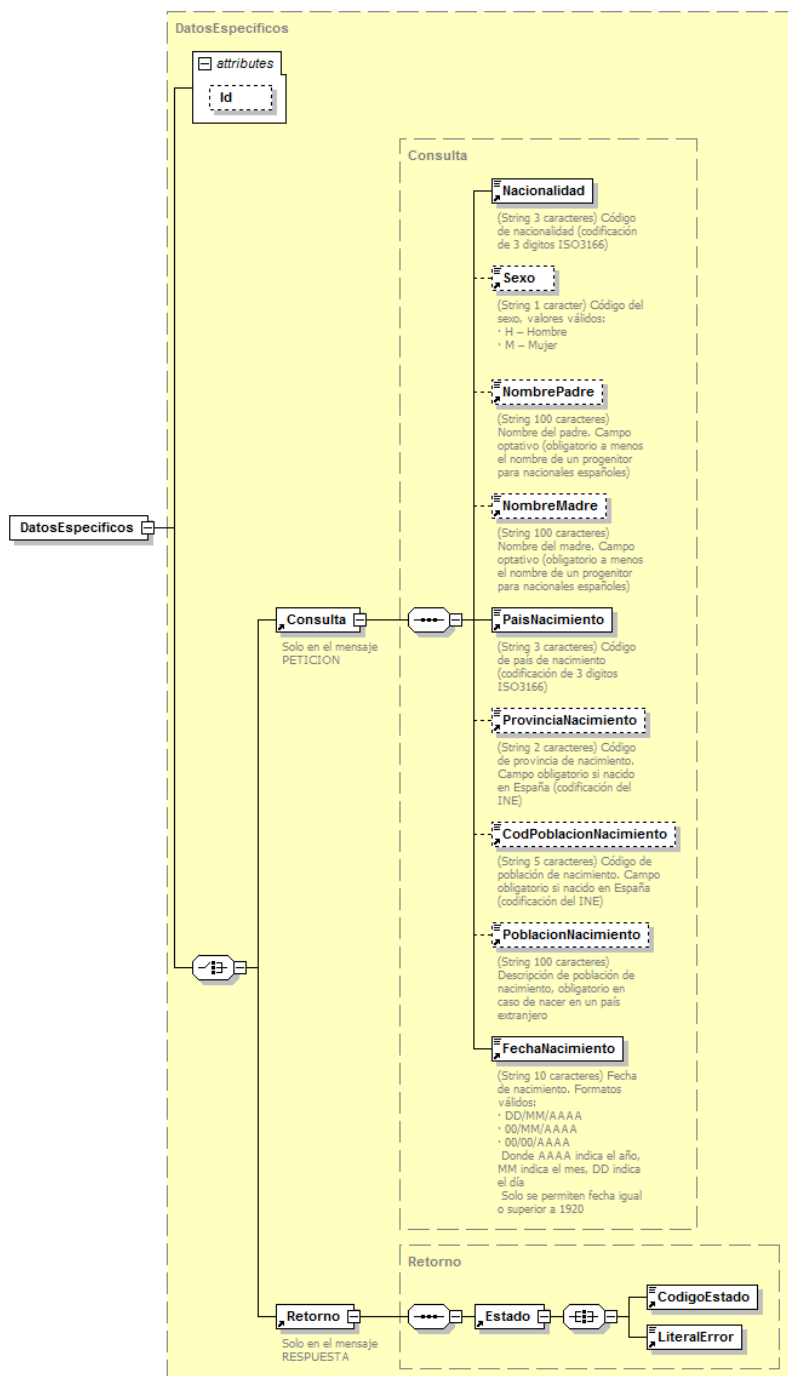 DatosEspecificos
attributes
Id
Consulta
Nacionalidad
(String 3 caracteres) Código
de nacionalidad (codificación
de 3 digitos ISO3166)
Sexo
(String 1 caracter) Código del
sexo, valores válidos:
· H – Hombre
· M – Mujer
NombrePadre
(String 100 caracteres)
Nombre del padre. Campo
optativo (obligatorio a menos
el nombre de un progenitor
para nacionales españoles)
NombreMadre
(String 100 caracteres)
Nombre del madre. Campo
optativo (obligatorio a menos
el nombre de un progenitor
para nacionales españoles)
DatosEspecificos
Consulta
Solo en el mensaje
PETICION
PaisNacimiento
(String 3 caracteres) Código
de país de nacimiento
(codificación de 3 digitos
ISO3166)
ProvinciaNacimiento
(String 2 caracteres) Código
de provincia de nacimiento.
Campo obligatorio si nacido
en España (codificación del
INE)
CodPoblacionNacimiento
(String 5 caracteres) Código de
población de nacimiento. Campo
obligatorio si nacido en España
(codificación del INE)
PoblacionNacimiento
(String 100 caracteres)
Descripción de población de
nacimiento, obligatorio en
caso de nacer en un país
extranjero
FechaNacimiento
(String 10 caracteres) Fecha
de nacimiento. Formatos
válidos:
· DD/MM/AAAA
· 00/MM/AAAA
· 00/00/AAAA
Donde AAAA indica el año,
MM indica el mes, DD indica
el día
Solo se permiten fecha igual
o superior a 1920
Retorno
Retorno
Solo en el mensaje
RESPUESTA
Estado
CodigoEstado
LiteralError